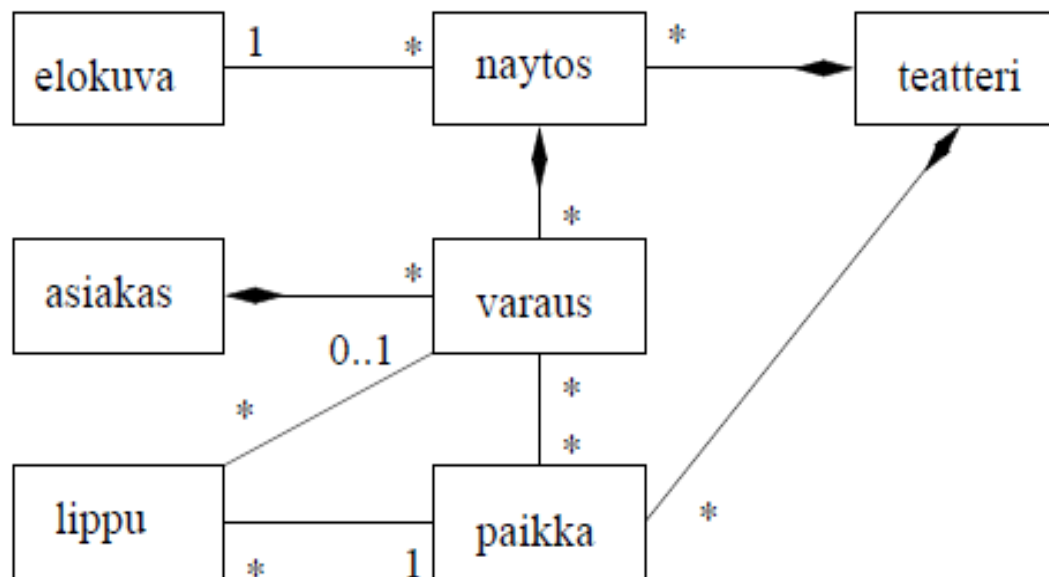 elokuva 1 * naytos * teatteri
*
asiakas * varaus
0..1
* *
*
lippu paikka *
* 1